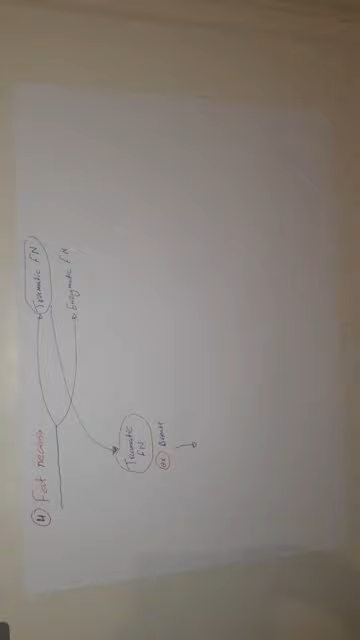 4 Fat necrosis
Traumatic FN
Enzymatic FN
Traumatic
FN
ex Breast